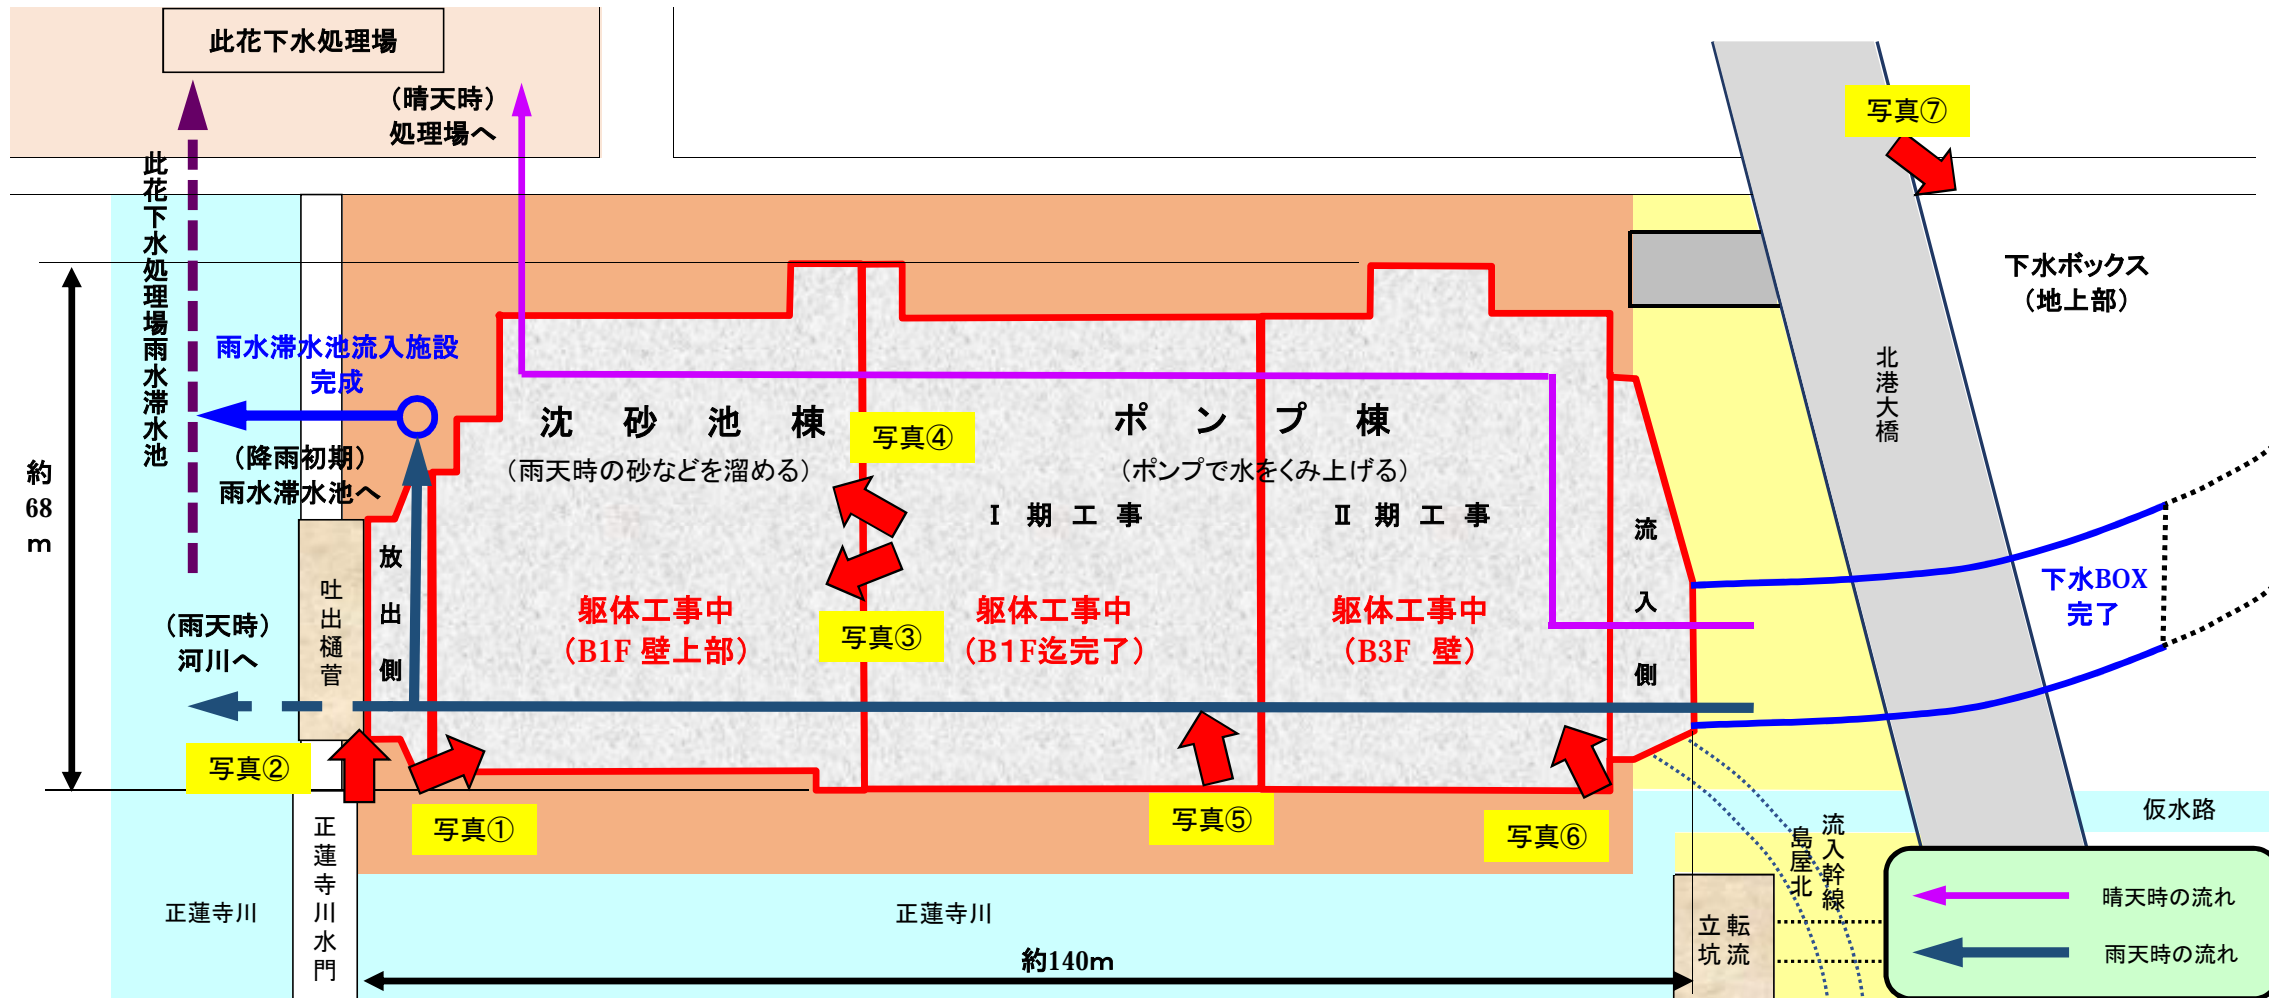 此花下水処理場
（晴天時）
処理場へ
写真⑦
此花下水処理場雨水滞水池
下水ボックス
（地上部）
雨水滞水池流入施設
完成
北港大橋
沈砂池棟
ポンプ棟
写真④
（雨天時の砂などを溜める）
（ポンプで水をくみ上げる）
（降雨初期）
雨水滞水池へ
約
68
ｍ
Ⅰ期工事
Ⅱ期工事
放出側
流入側
吐出樋菅
下水BOX
完了
躯体工事中
（B1F 壁上部）
躯体工事中
（B１F迄完了）
躯体工事中
（B3F 壁）
写真③
（雨天時）
河川へ
写真②
写真①
写真⑤
写真⑥
仮水路
正蓮寺川水門
流入幹線
島屋北
正蓮寺川
正蓮寺川
転流
立坑
約140ｍ
晴天時の流れ
雨天時の流れ